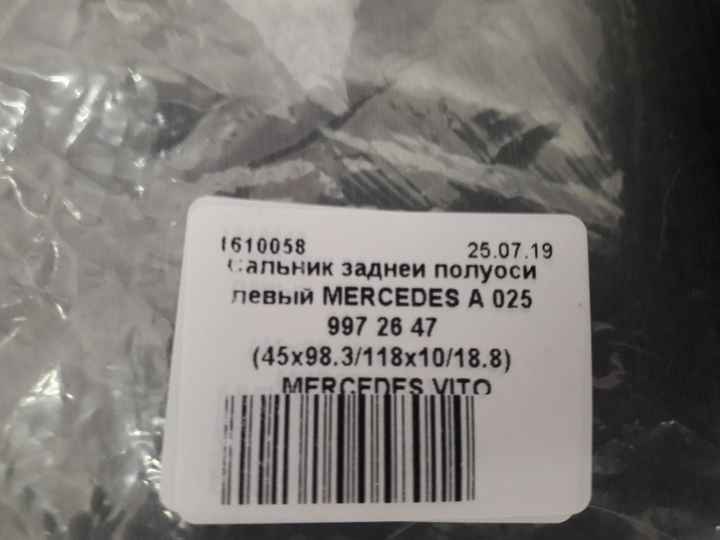 1610058 25.07.19
Сальник задней полуоси
левый MERCEDES A 025
997 26 47
(45x98.3/118x10/18.8)
MERCEDES VITO